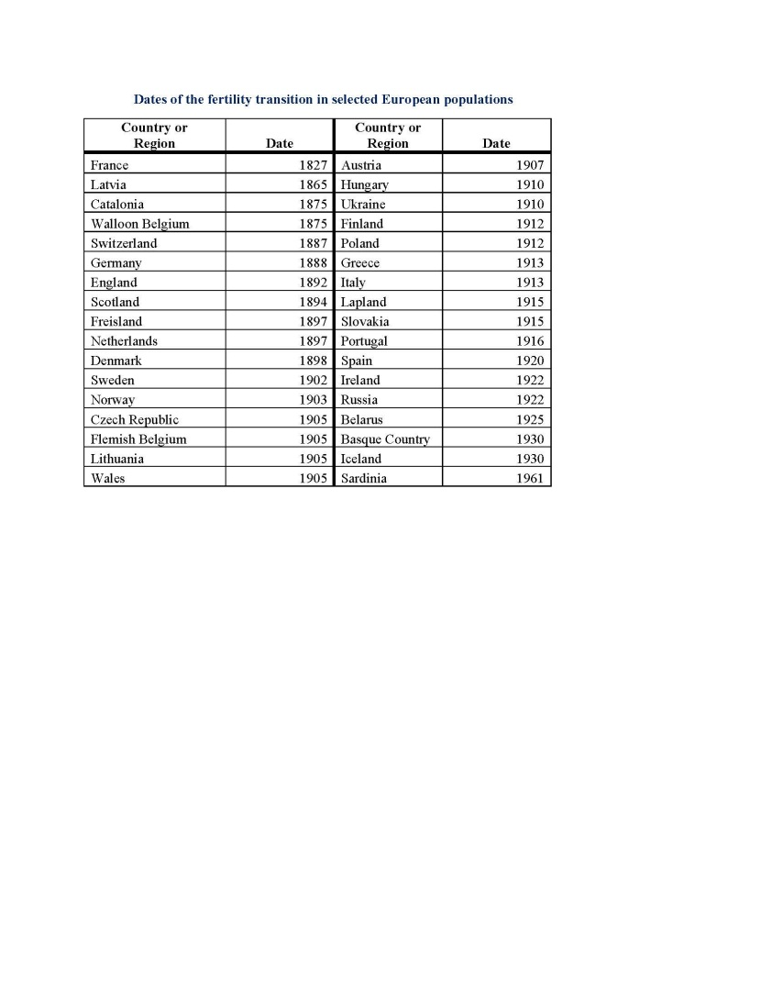 Dates of the fertility transition in selected European populations
Country or Region Date Country or Region Date
France 1827 Austria 1907
Latvia 1865 Hungary 1910
Catalonia 1875 Ukraine 1910
Walloon Belgium 1875 Finland 1912
Switzerland 1887 Poland 1912
Germany 1888 Greece 1913
England 1892 Italy 1913
Scotland 1894 Lapland 1915
Freisland 1897 Slovakia 1915
Netherlands 1897 Portugal 1916
Denmark 1898 Spain 1920
Sweden 1902 Ireland 1922
Norway 1903 Russia 1922
Czech Republic 1905 Belarus 1925
Flemish Belgium 1905 Basque Country 1930
Lithuania 1905 Iceland 1930
Wales 1905 Sardinia 1961